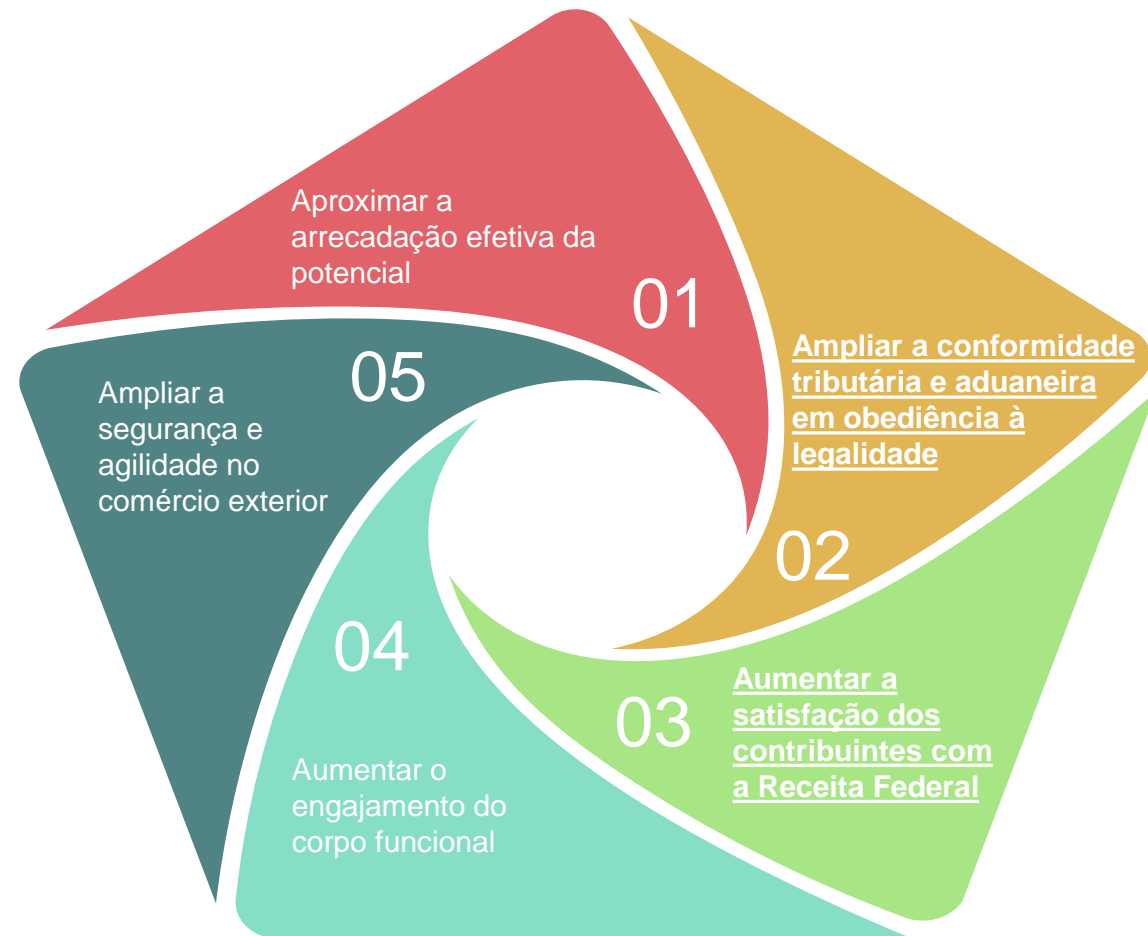 Aproximar a
arrecadação efetiva da
potencial
01
Ampliar a conformidade
tributária e aduaneira
em obediência à
legalidade
02
Aumentar a
satisfação dos
contribuintes com
a Receita Federal
03
04
Aumentar o
engajamento do
corpo funcional
05
Ampliar a
segurança e
agilidade no
comércio exterior